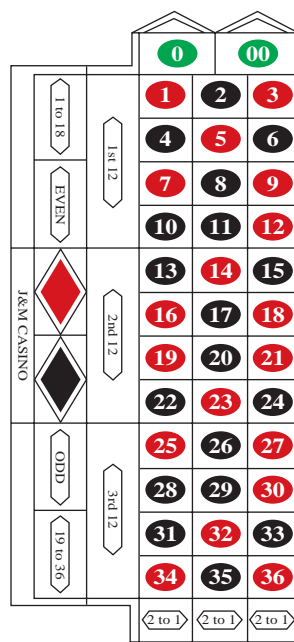 0 00
1 2 3
4 5 6
7 8 9
10 11 12
13 14 15
16 17 18
19 20 21
22 23 24
25 26 27
28 29 30
31 32 33
34 35 36
2 to 1 2 to 1 2 to 1
1st 12
2nd 12
3rd 12
1 to 18
EVEN
ODD
19 to 36
J&M CASINO